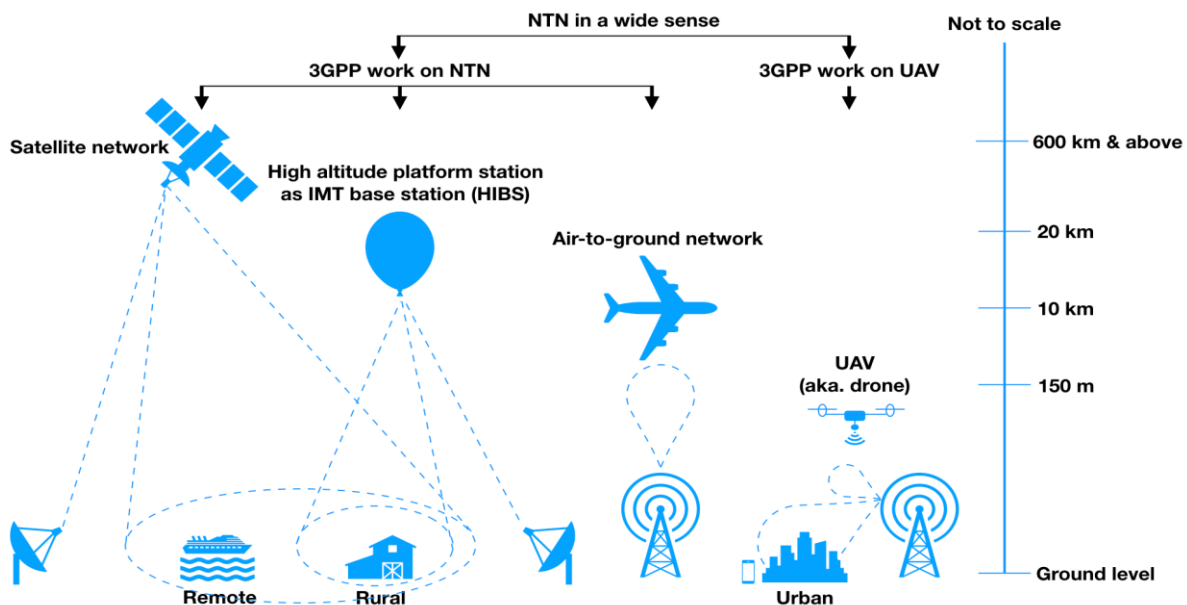 NTN in a wide sense
Not to scale
3GPP work on NTN
3GPP work on UAV
Satellite network
600 km & above
High altitude platform station
as IMT base station (HIBS)
20 km
Air-to-ground network
10 km
UAV
(aka. drone)
150 m
Ground level
Remote
Rural
Urban